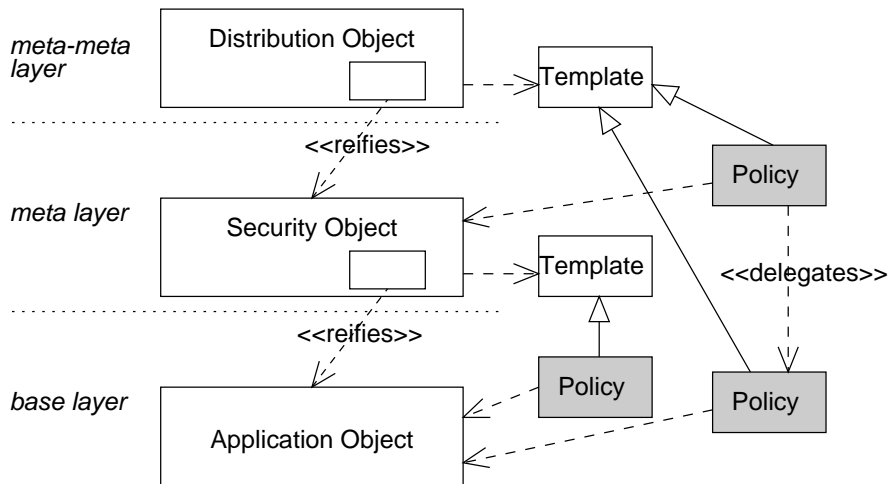 meta-meta
layer
Distribution Object
Template
<<reifies>>
Policy
meta layer
Security Object
Template
<<delegates>>
<<reifies>>
Policy
Policy
base layer
Application Object